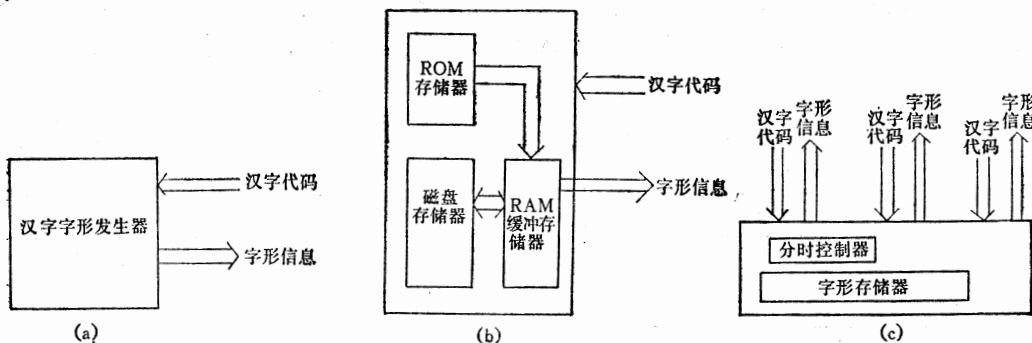 汉字字形发生器
汉字代码
字形信息
(a)
ROM
存储器
磁盘
存储器
RAM
缓冲存
储器
汉字代码
字形信息
(b)
汉字
代码
字形
信息
汉字
代码
字形
信息
汉字
代码
字形
信息
分时控制器
字形存储器
(c)